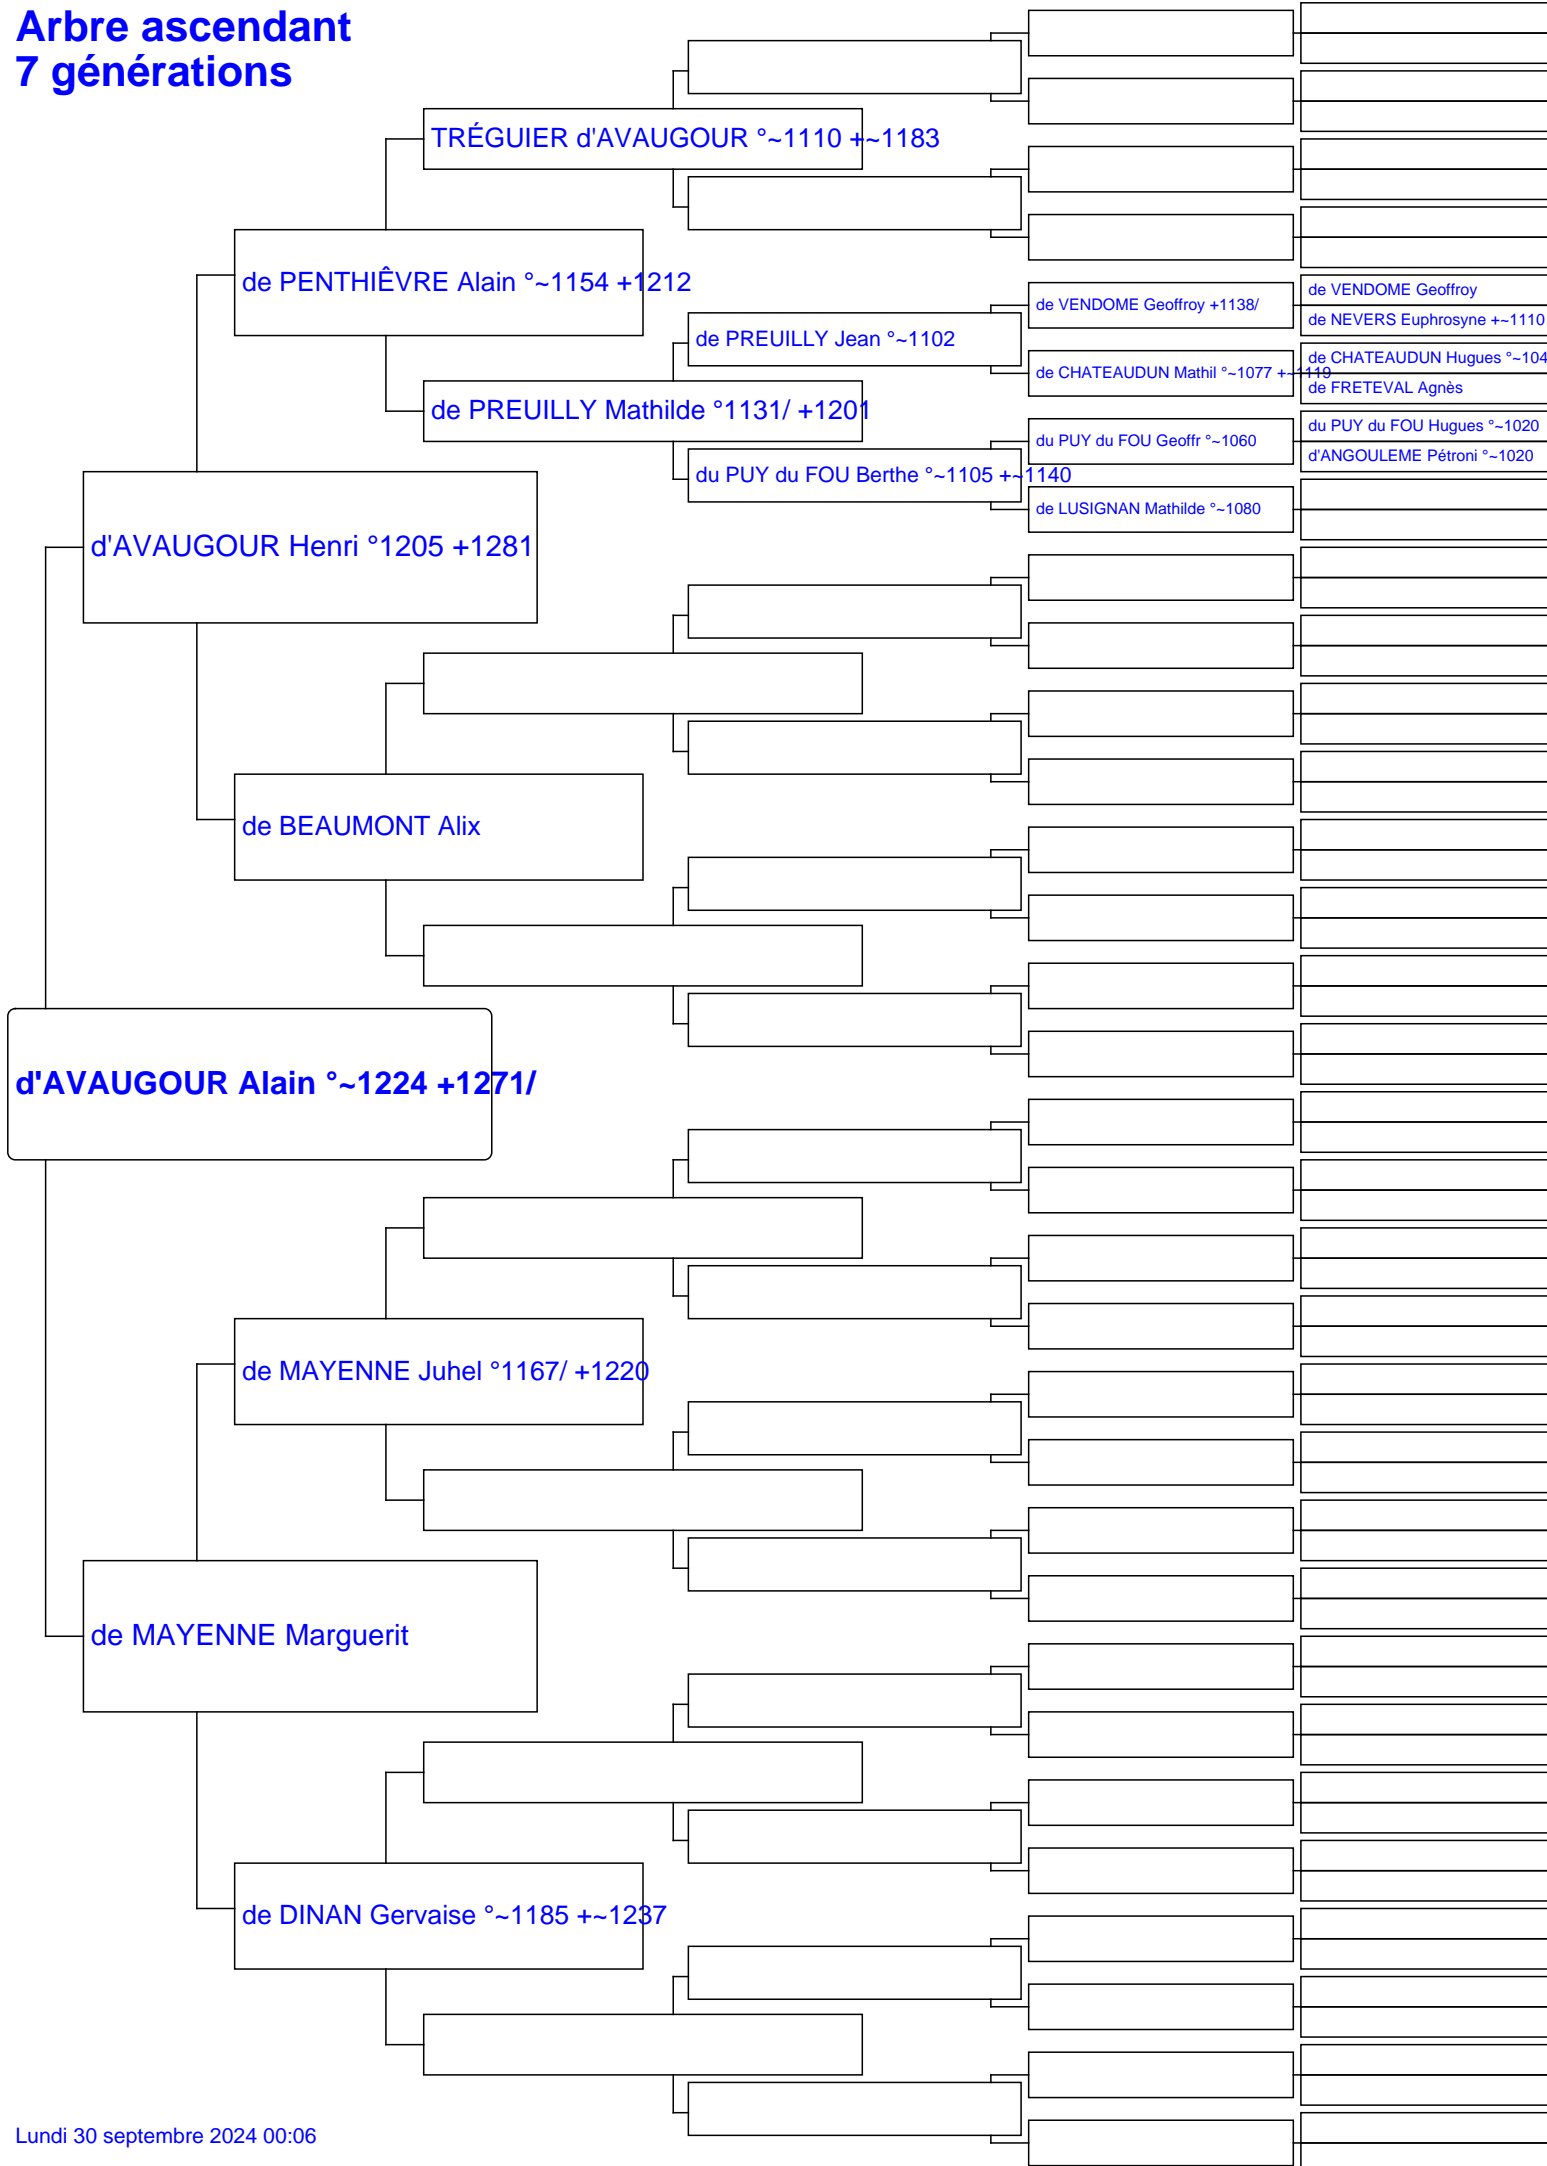 Arbre ascendant
7 générations
TRÉGUIER d'AVAUGOUR °~1110 +~1183
de PENTHIÊVRE Alain °~1154 +1212
de VENDOME Geoffroy
de VENDOME Geoffroy +1138/
de NEVERS Euphrosyne +~1110
de PREUILLY Jean °~1102
de CHATEAUDUN Hugues °~104
de CHATEAUDUN Mathil °~1077 +~1119
de FRETEVAL Agnès
de PREUILLY Mathilde °1131/ +1201
du PUY du FOU Hugues °~1020
du PUY du FOU Geoffr °~1060
d'ANGOULEME Pétroni °~1020
du PUY du FOU Berthe °~1105 +~1140
de LUSIGNAN Mathilde °~1080
d'AVAUGOUR Henri °1205 +1281
de BEAUMONT Alix
d'AVAUGOUR Alain °~1224 +1271/
de MAYENNE Juhel °1167/ +1220
de MAYENNE Marguerit
de DINAN Gervaise °~1185 +~1237
Lundi 30 septembre 2024 00:06